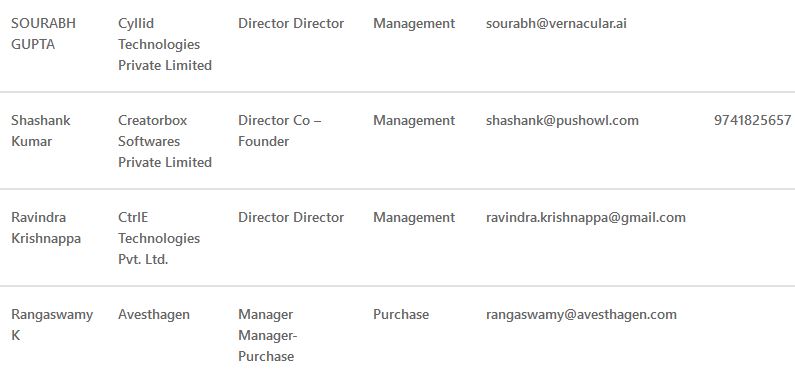 SOURABH GUPTA Cyllid Technologies Private Limited Director Director Management sourabh@vernacular.ai
Shashank Kumar Creatorbox Softwares Private Limited Director Co – Founder Management shashank@pushowl.com 9741825657
Ravindra Krishnappa CtrlE Technologies Pvt. Ltd. Director Director Management ravindra.krishnappa@gmail.com
Rangaswamy K Avesthagen Manager Manager-Purchase Purchase rangaswamy@avesthagen.com